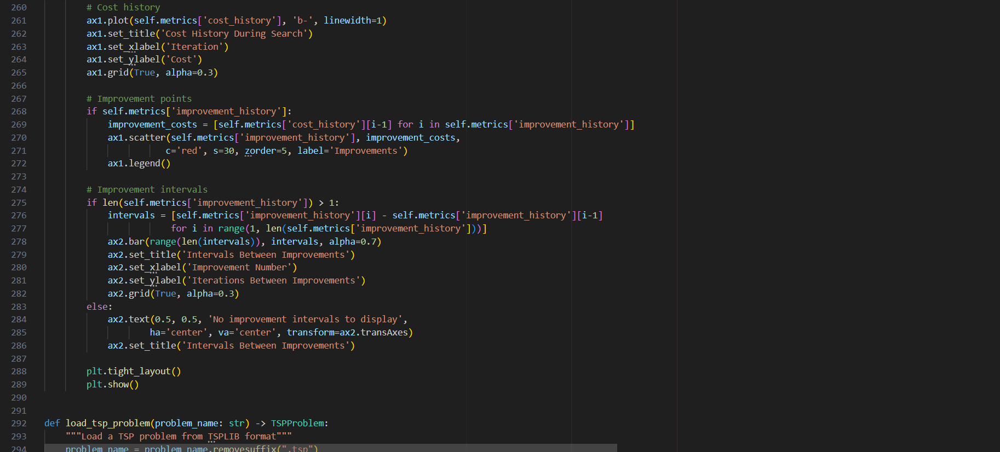 260 # Cost history
261 ax1.plot(self.metrics['cost_history'], 'b-', linewidth=1)
262 ax1.set_title('Cost History During Search')
263 ax1.set_xlabel('Iteration')
264 ax1.set_ylabel('Cost')
265 ax1.grid(True, alpha=0.3)
266
267 # Improvement points
268 if self.metrics['improvement_history']:
269 improvement_costs = [self.metrics['cost_history'][i-1] for i in self.metrics['improvement_history']]
270 ax1.scatter(self.metrics['improvement_history'], improvement_costs,
271 c='red', s=30, zorder=5, label='Improvements')
272 ax1.legend()
273
274 # Improvement intervals
275 if len(self.metrics['improvement_history']) > 1:
276 intervals = [self.metrics['improvement_history'][i] - self.metrics['improvement_history'][i-1]
277 for i in range(1, len(self.metrics['improvement_history']))]
278 ax2.bar(range(len(intervals)), intervals, alpha=0.7)
279 ax2.set_title('Intervals Between Improvements')
280 ax2.set_xlabel('Improvement Number')
281 ax2.set_ylabel('Iterations Between Improvements')
282 ax2.grid(True, alpha=0.3)
283 else:
284 ax2.text(0.5, 0.5, 'No improvement intervals to display',
285 ha='center', va='center', transform=ax2.transAxes)
286 ax2.set_title('Intervals Between Improvements')
287
288 plt.tight_layout()
289 plt.show()
290
291
292 def load_tsp_problem(problem_name: str) -> TSPProblem:
293 """Load a TSP problem from TSPLIB format"""
294 problem_name = problem_name.removesuffix(".tsp")